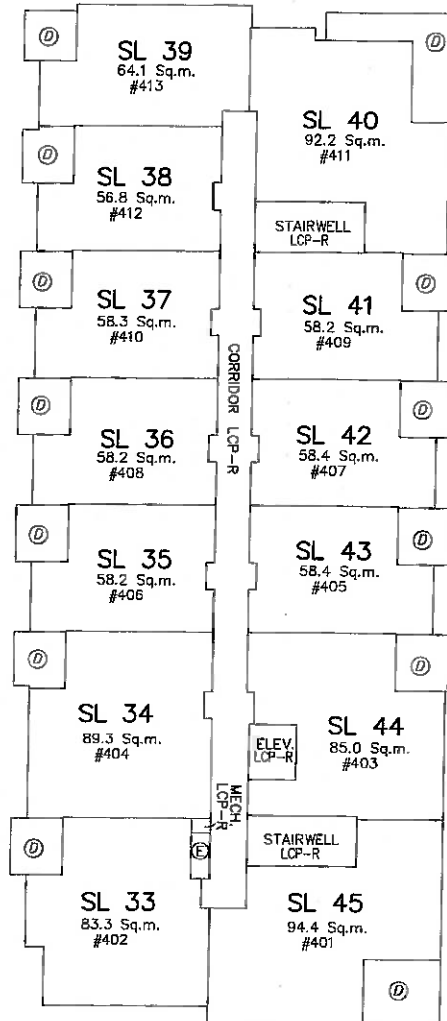 D
SL 39
64.1 Sq.m.
#413
D
SL 40
92.2 Sq.m.
#411
D
SL 38
56.8 Sq.m.
#412
STAIRWELL
LCP-R
D
SL 37
58.3 Sq.m.
#410
SL 41
58.2 Sq.m.
#409
D
CORRIDOR LCP-R
D
SL 36
58.2 Sq.m.
#408
SL 42
58.4 Sq.m.
#407
D
D
SL 35
58.2 Sq.m.
#406
SL 43
58.4 Sq.m.
#405
D
D
SL 34
89.3 Sq.m.
#404
SL 44
85.0 Sq.m.
#403
D
ELEV.
LCP-R
MECH.
LCP-R
D
E
STAIRWELL
LCP-R
SL 33
83.3 Sq.m.
#402
SL 45
94.4 Sq.m.
#401
D